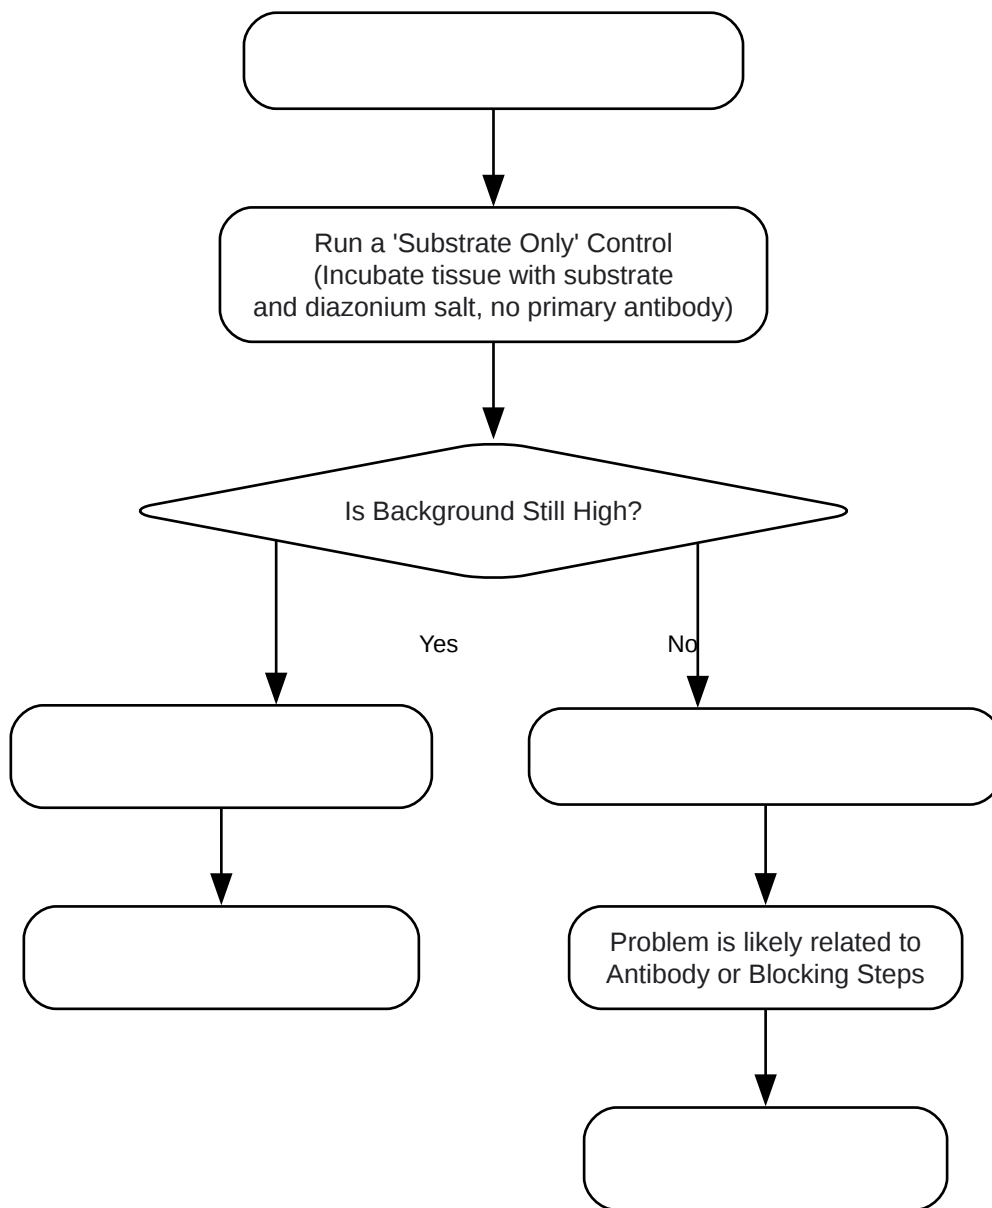 Run a 'Substrate Only' Control
(Incubate tissue with substrate
and diazonium salt, no primary antibody)
Is Background Still High?
Yes
No
Problem is likely related to
Antibody or Blocking Steps